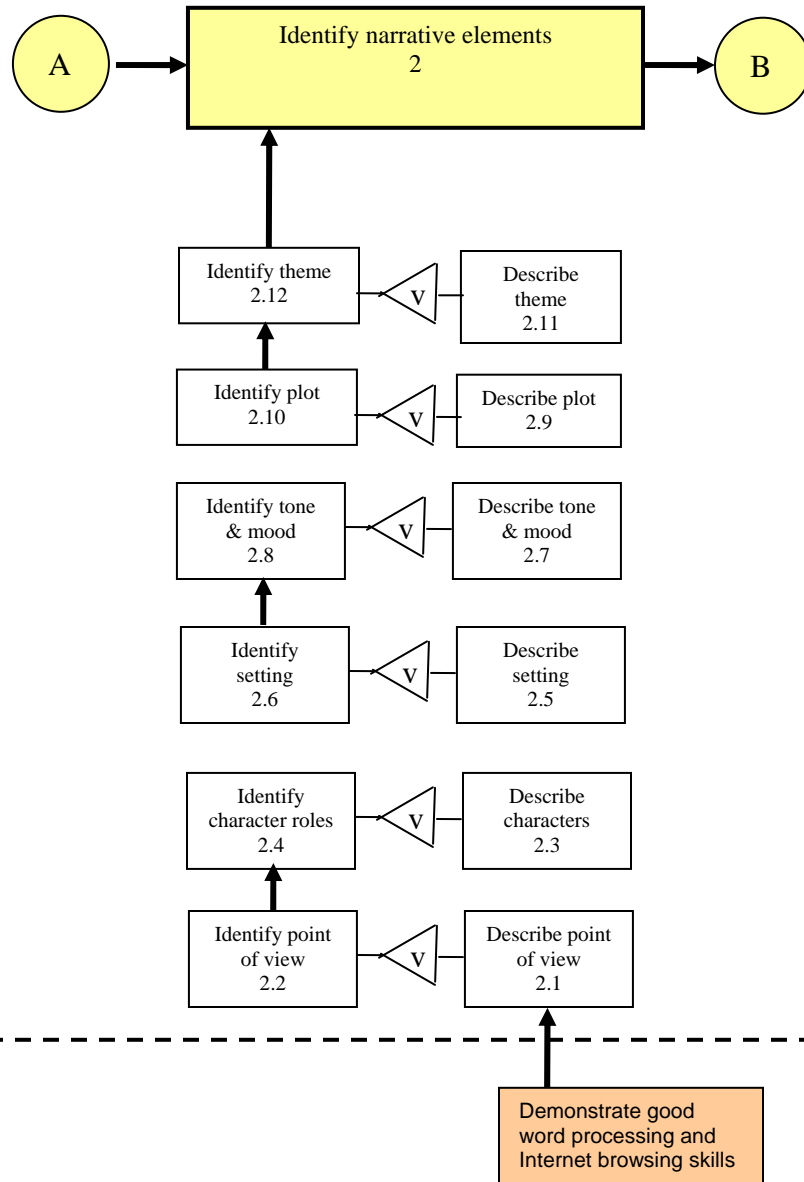 A
Identify narrative elements
2
B
Identify theme
2.12
v
Describe
theme
2.11
Identify plot
2.10
v
Describe plot
2.9
Identify tone
& mood
2.8
v
Describe tone
& mood
2.7
Identify
setting
2.6
v
Describe
setting
2.5
Identify
character roles
2.4
v
Describe
characters
2.3
Identify point
of view
2.2
v
Describe point
of view
2.1
Demonstrate good
word processing and
Internet browsing skills